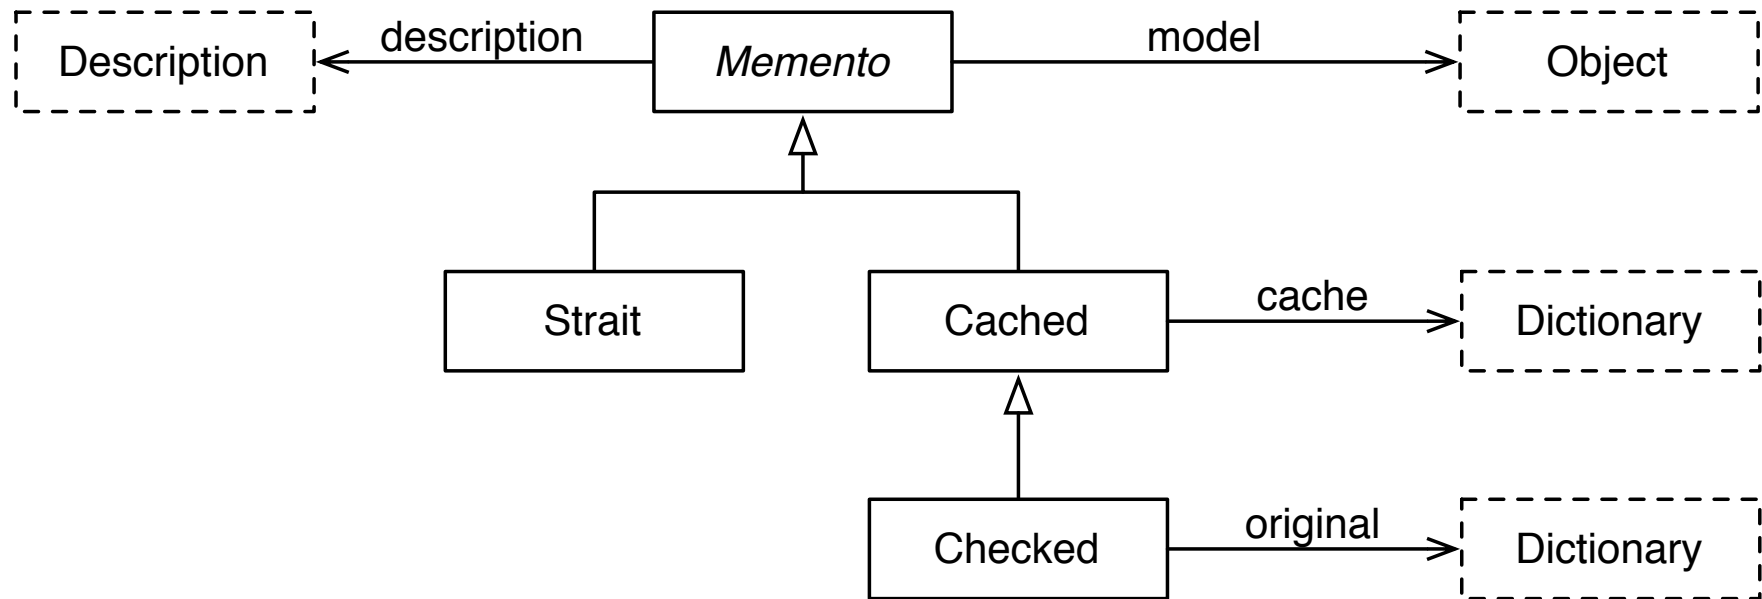 Description
description
Memento
model
Object
Strait
Cached
cache
Dictionary
Checked
original
Dictionary